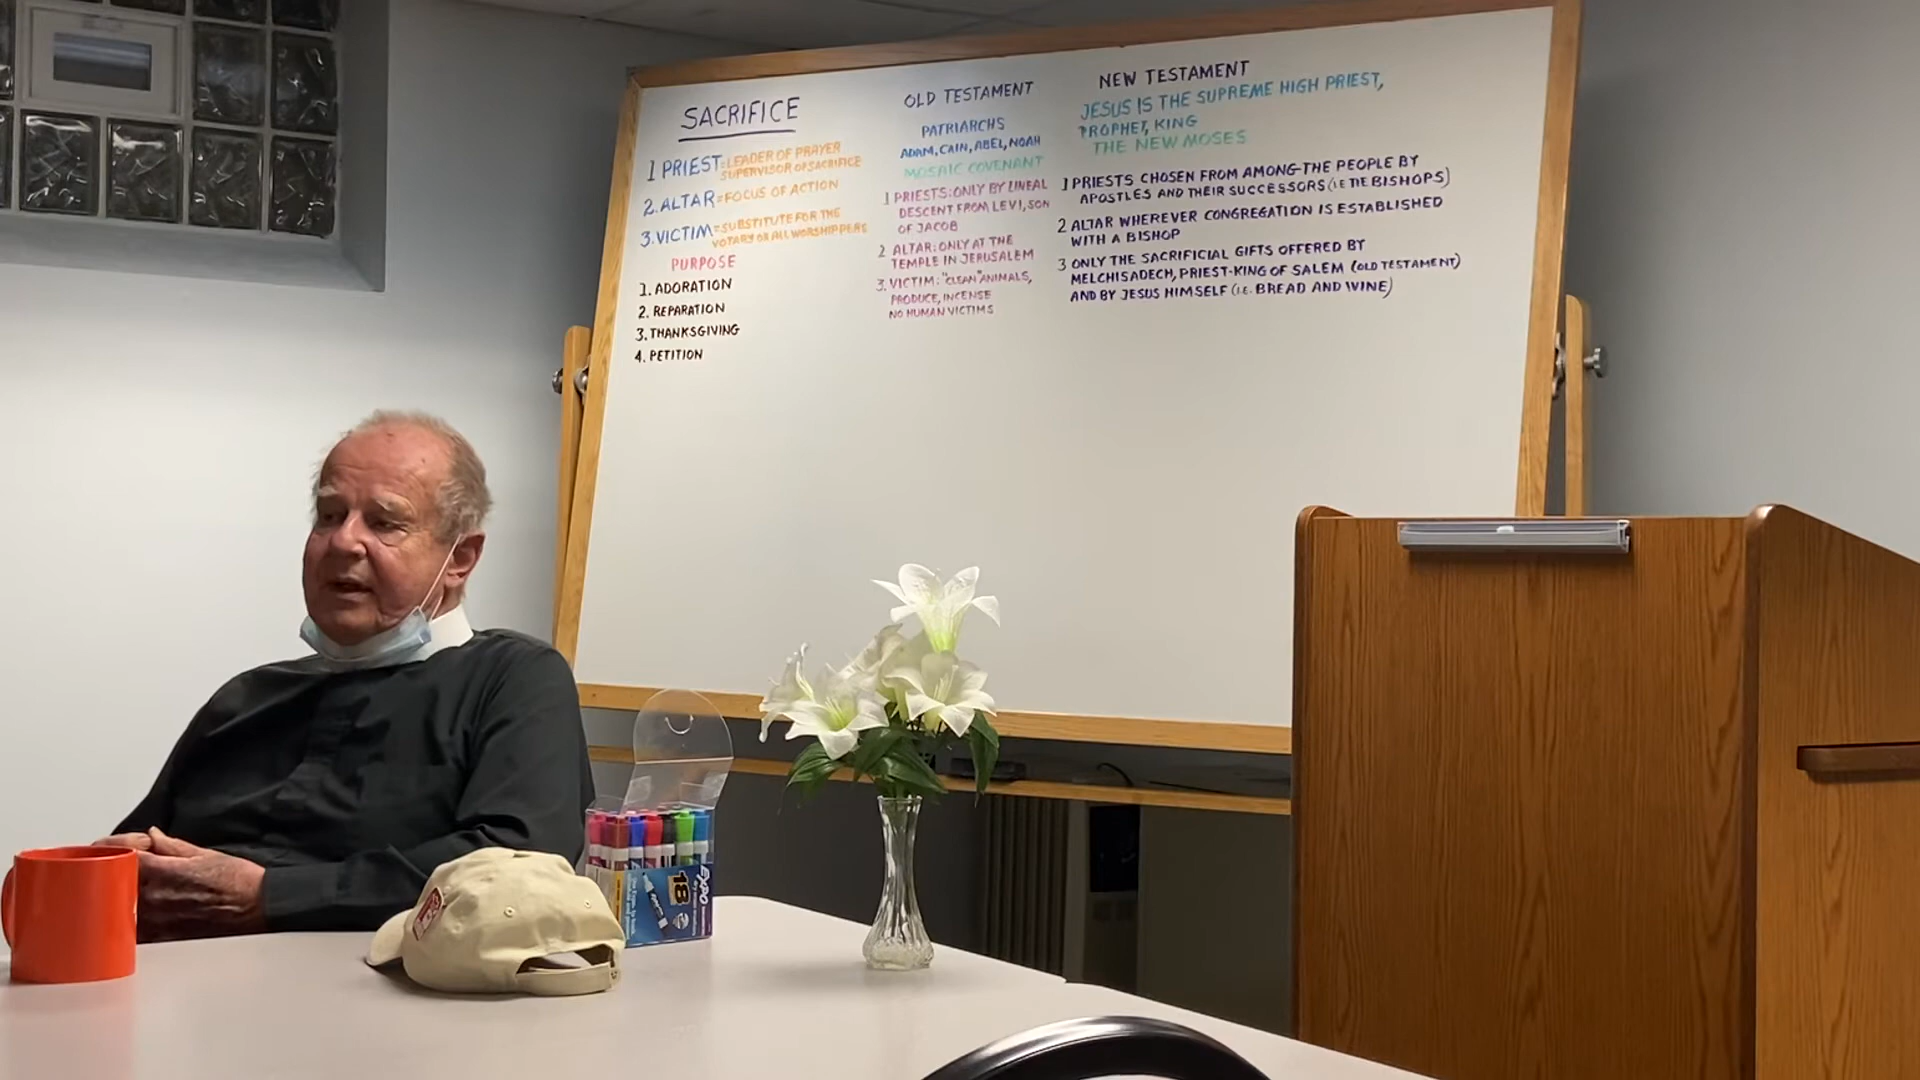 SACRIFICE
1 PRIEST=LEADER OF PRAYER
SUPERVISOR OF SACRIFICE
2. ALTAR=FOCUS OF ACTION
3. VICTIM=SUBSTITUTE FOR THE
VOTARY OR ALL WORSHIPPERS
PURPOSE
1. ADORATION
2. REPARATION
3. THANKSGIVING
4. PETITION
OLD TESTAMENT
PATRIARCHS
ADAM, CAIN, ABEL, NOAH
MOSAIC COVENANT
1 PRIESTS: ONLY BY LINEAL
DESCENT FROM LEVI, SON
OF JACOB
2 ALTAR: ONLY AT THE
TEMPLE IN JERUSALEM
3. VICTIM: "CLEAN" ANIMALS,
PRODUCE, INCENSE
NO HUMAN VICTIMS
NEW TESTAMENT
JESUS IS THE SUPREME HIGH PRIEST,
PROPHET, KING
THE NEW MOSES
1 PRIESTS CHOSEN FROM AMONG THE PEOPLE BY
APOSTLES AND THEIR SUCCESSORS (I.E THE BISHOPS)
2 ALTAR WHEREVER CONGREGATION IS ESTABLISHED
WITH A BISHOP
3 ONLY THE SACRIFICIAL GIFTS OFFERED BY
MELCHISADECH, PRIEST-KING OF SALEM (OLD TESTAMENT)
AND BY JESUS HIMSELF (I.E. BREAD AND WINE)
EXPO
18